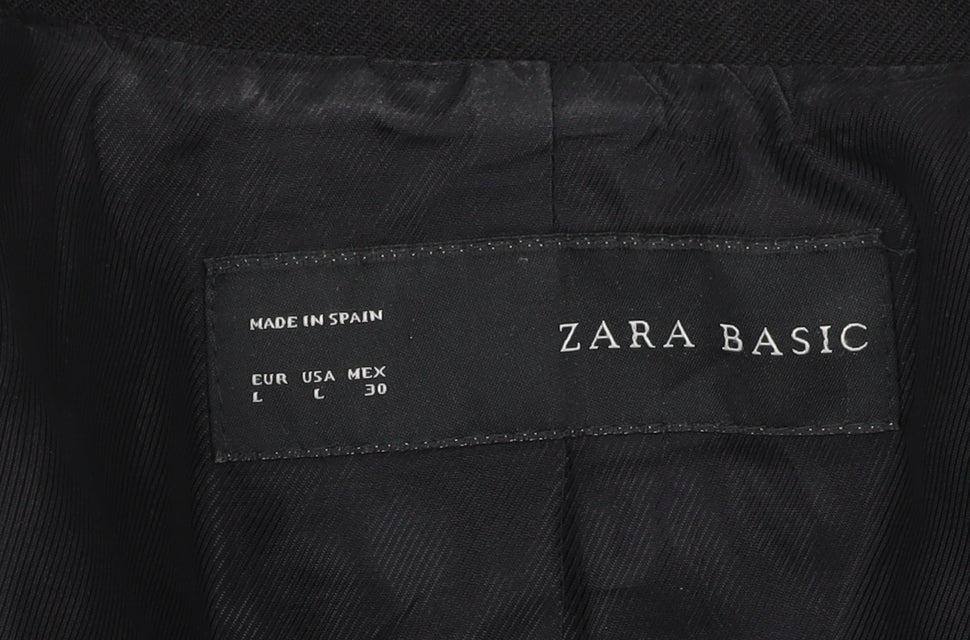 MADE IN SPAIN
ZARA BASIC
EUR USA MEX
L L 30